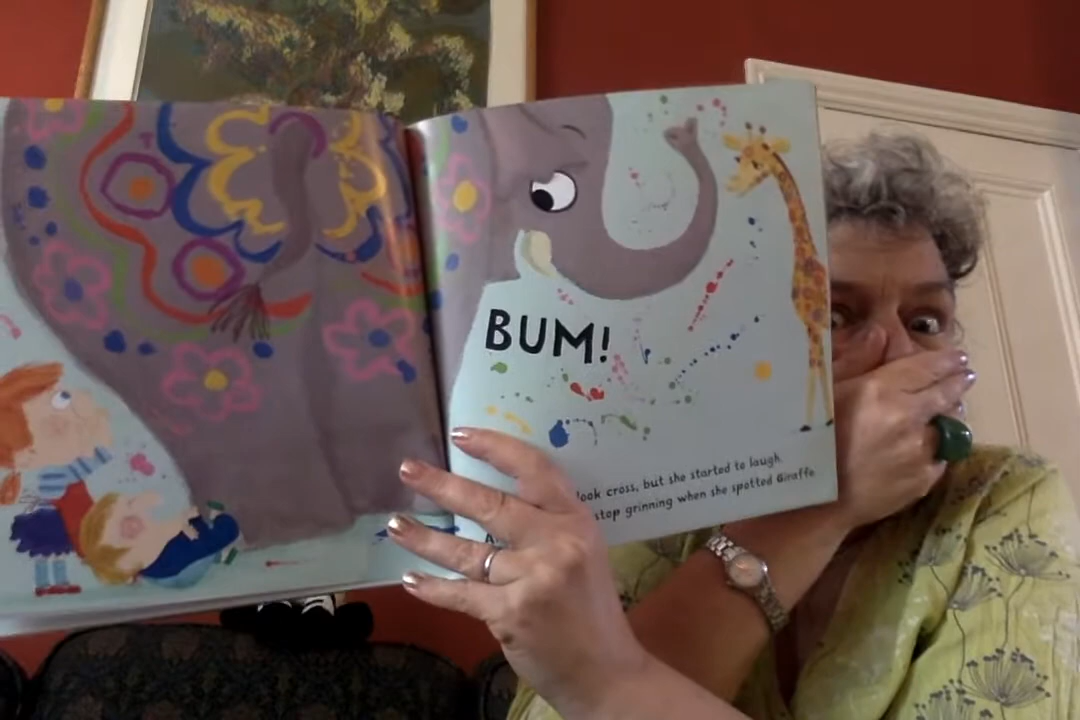 BUM!
look cross, but she started to laugh.
stop grinning when she spotted Giraffe.